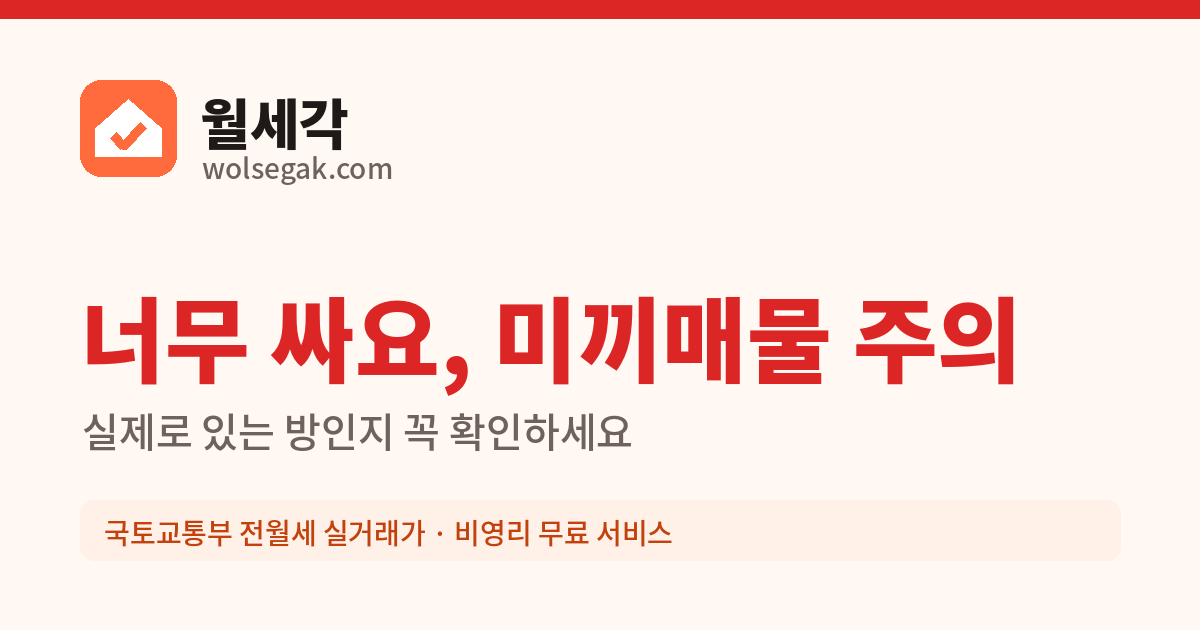 월세각
wolsegak.com
너무 싸요, 미끼매물 주의
실제로 있는 방인지 꼭 확인하세요
국토교통부 전월세 실거래가 · 비영리 무료 서비스